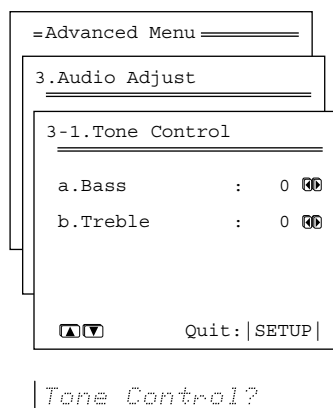 =Advanced Menu
3.Audio Adjust
3-1.Tone Control
a.Bass : 0
b.Treble : 0
Quit:|SETUP|
Tone Control?